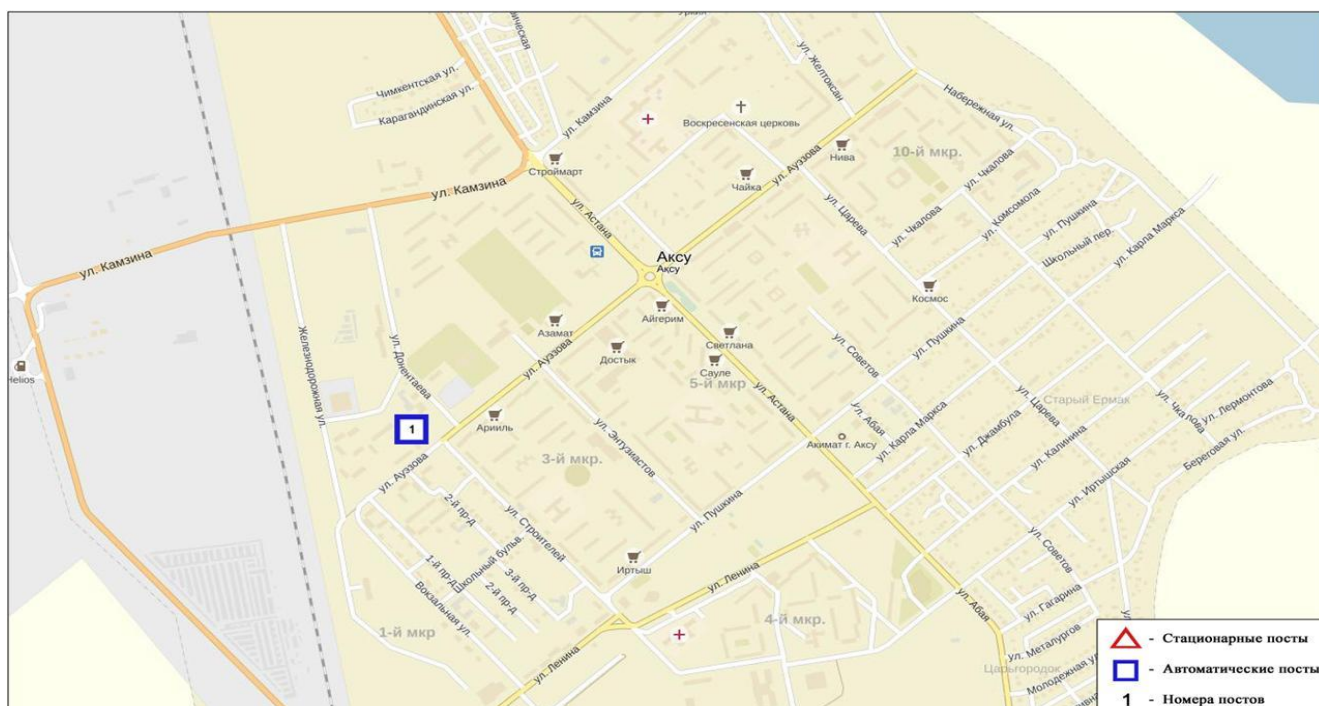 ул. Камзина
ул. Желтоксан
Чимкентская ул.
Карагандинская ул.
Воскресенская церковь
Набережная ул.
Нива
10-й мкр.
Строймарт
ул. Ауэзова
Чайка
ул. Чкалова
ул. Комсомола
ул. Камзина
ул. Астана
ул. Царева
ул. Чкалова
ул. Пушкина
Школьный пер.
ул. Карла Маркса
ул. Камзина
Аксу
Ақсу
Космос
Айгерим
Азамат
Светлана
Железнодорожная ул.
ул. Донентаева
ул. Ауэзова
Достык
Сауле
5-й мкр
ул. Советов
ул. Пушкина
Helios
ул. Астана
ул. Царева
Старый Ермак
ул. Чкалова
ул. Лермонтова
ул. Абая
ул. Карла Маркса
ул. Джамбула
ул. Калинина
Береговая ул.
1
Арииль
ул. Энтузиастов
Акимат г. Аксу
3-й мкр.
ул. Ауэзова
2-й пр-д
ул. Строителей
ул. Пушкина
ул. Иртышская
1-й пр-д
Школьный бульв.
3-й пр-д
2-й пр-д
Вокзальная ул.
Иртыш
ул. Ленина
ул. Советов
1-й мкр
4-й мкр.
ул. Абая
ул. Гагарина
ул. Металургов
ул. Ленина
Царьгородок
Молодежная ул.
- Стационарные посты
- Автоматические посты
1 - Номера постов